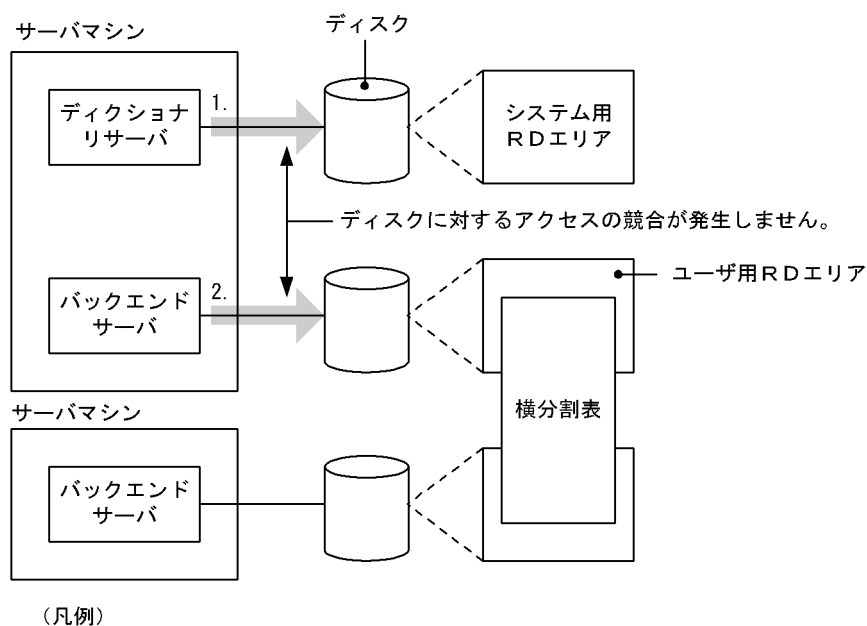 ディスク
サーバマシン
ディクショナ
リサーバ
1.
システム用
ＲＤエリア
ディスクに対するアクセスの競合が発生しません。
バックエンド
サーバ
2.
ユーザ用ＲＤエリア
横分割表
サーバマシン
バックエンド
サーバ
（凡例）